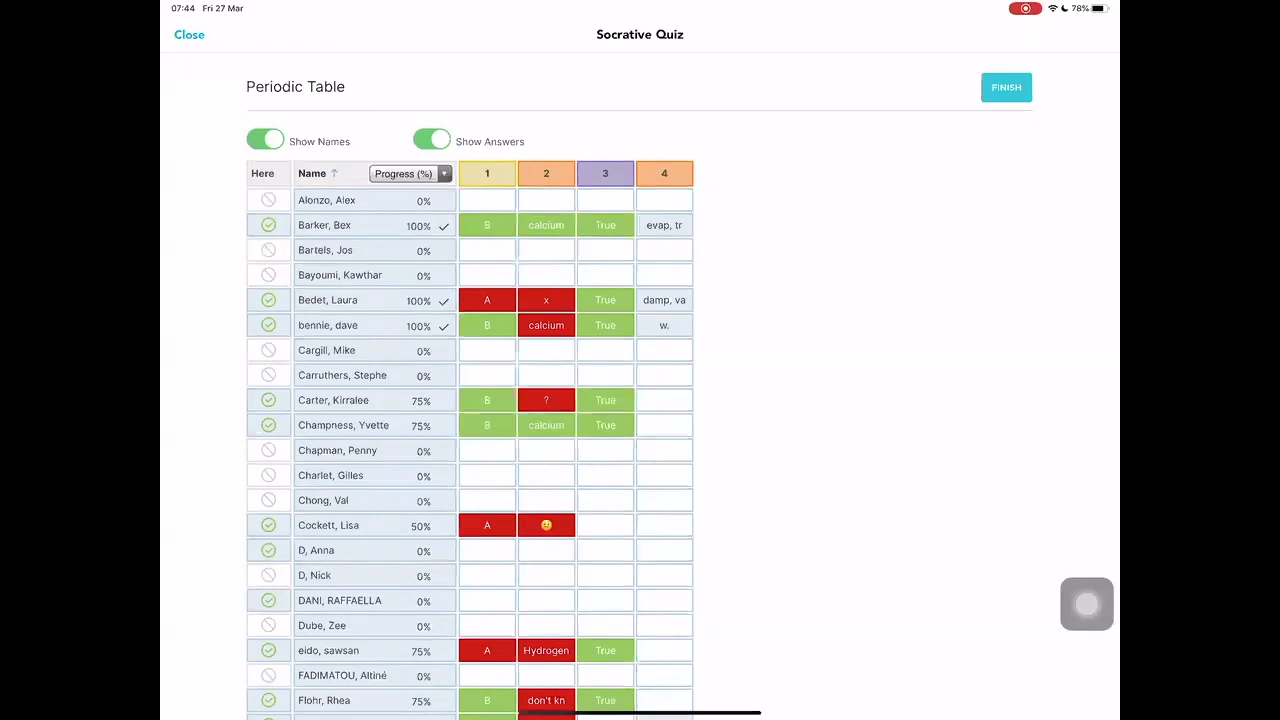 07:44 Fri 27 Mar 78%
Close Socrative Quiz
Periodic Table FINISH
Show Names Show Answers
Here Name Progress (%) 1 2 3 4
Alonzo, Alex 0%
Barker, Bex 100% B calcium True evap, tr
Bartels, Jos 0%
Bayoumi, Kawthar 0%
Bedet, Laura 100% A x True damp, va
bennie, dave 100% B calcium True w.
Cargill, Mike 0%
Carruthers, Stephe 0%
Carter, Kirralee 75% B ? True
Champness, Yvette 75% B calcium True
Chapman, Penny 0%
Charlet, Gilles 0%
Chong, Val 0%
Cockett, Lisa 50% A
D, Anna 0%
D, Nick 0%
DANI, RAFFAELLA 0%
Dube, Zee 0%
eido, sawsan 75% A Hydrogen True
FADIMATOU, Altiné 0%
Flohr, Rhea 75% B don't kn True